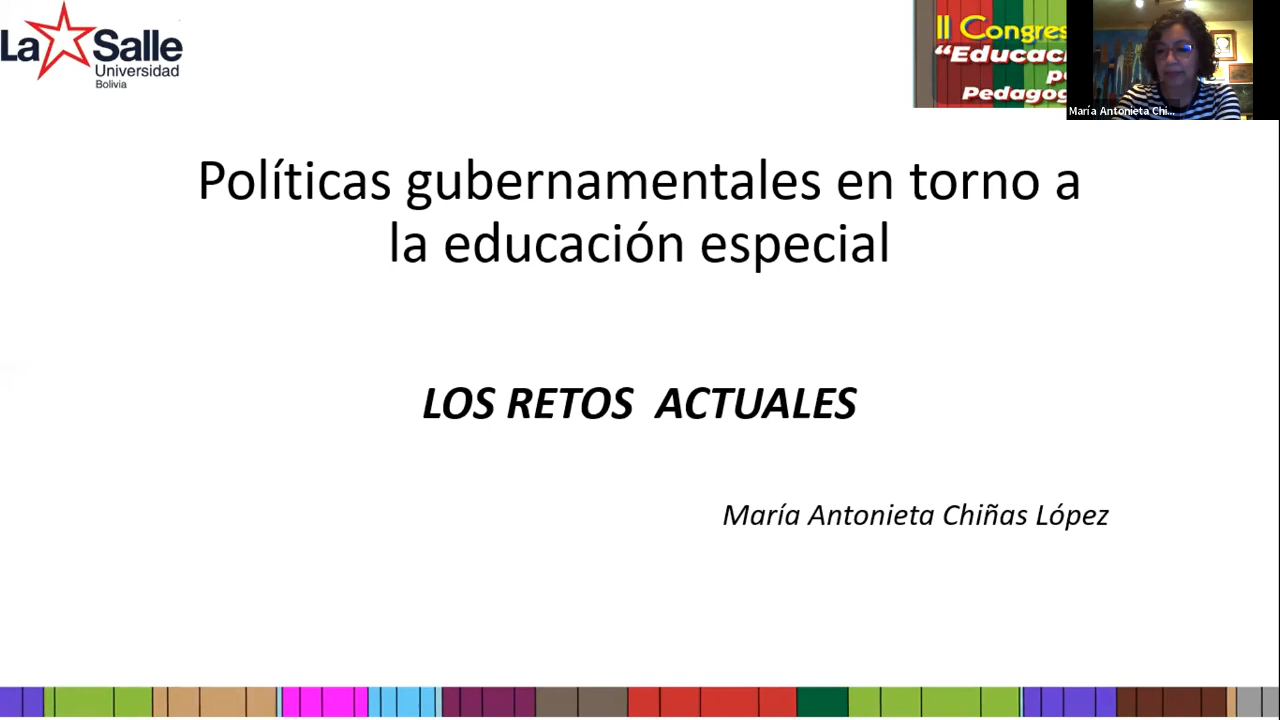 La Salle
Universidad
Bolivia
II Congres
“Educaci
Pedagog
María Antonieta Chi...
Políticas gubernamentales en torno a
la educación especial
LOS RETOS ACTUALES
María Antonieta Chiñas López